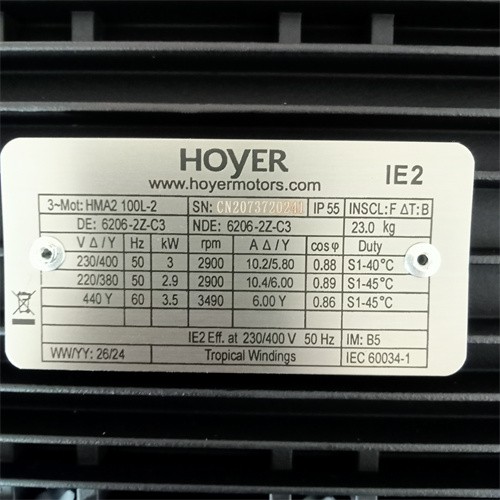 HOYER
www.hoyermotors.com
IE2
3~Mot: HMA2 100L-2 SN: IP 55 INSCL: F ΔT: B
DE: 6206-2Z-C3 NDE: 6206-2Z-C3 23.0 kg
V Δ / Y Hz kW rpm A Δ / Y cos φ Duty
230/400 50 3 2900 10.2/5.80 0.88 S1-40°C
220/380 50 2.9 2900 10.4/6.00 0.89 S1-45°C
440 Y 60 3.5 3490 6.00 Y 0.86 S1-45°C
IE2 Eff. at 230/400 V 50 Hz IM: B5
WW/YY: 26/24 Tropical Windings IEC 60034-1